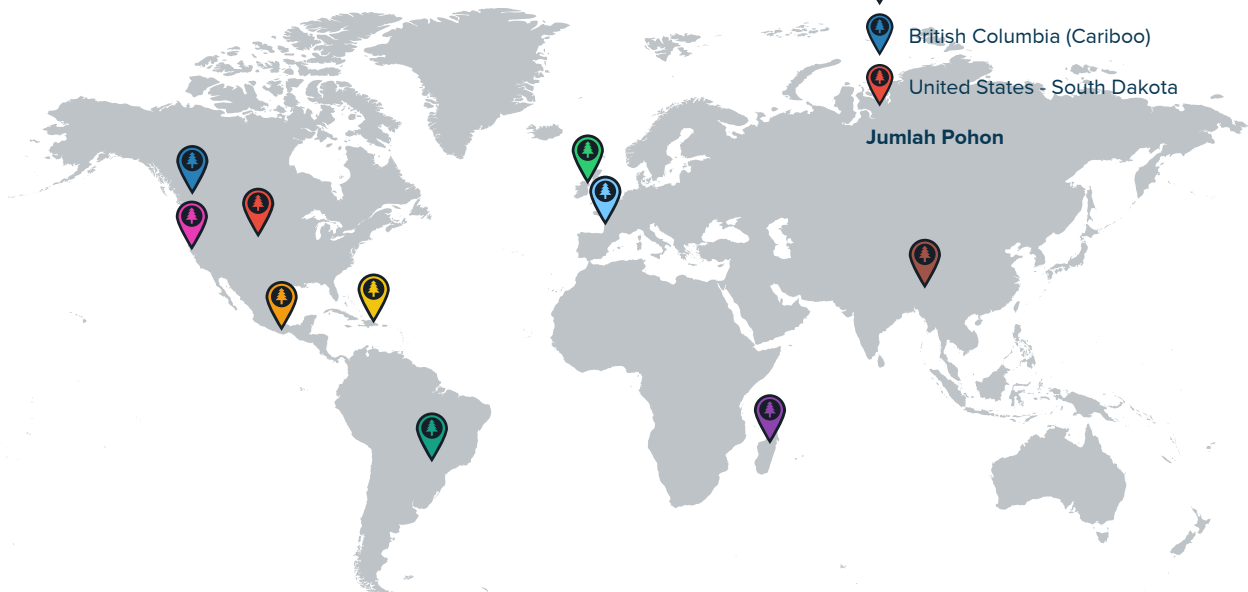 British Columbia (Cariboo)
United States - South Dakota
Jumlah Pohon